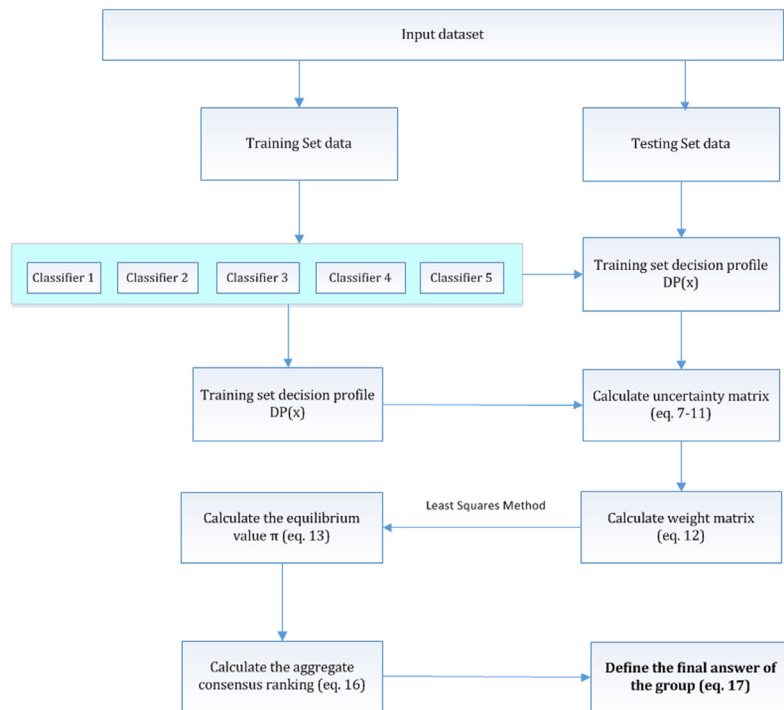 Input dataset
Training Set data
Testing Set data
Classifier 1
Classifier 2
Classifier 3
Classifier 4
Classifier 5
Training set decision profile
DP(x)
Training set decision profile
DP(x)
Calculate uncertainty matrix
(eq. 7-11)
Calculate the equilibrium
value π (eq. 13)
Least Squares Method
Calculate weight matrix
(eq. 12)
Calculate the aggregate
consensus ranking (eq. 16)
Define the final answer of
the group (eq. 17)